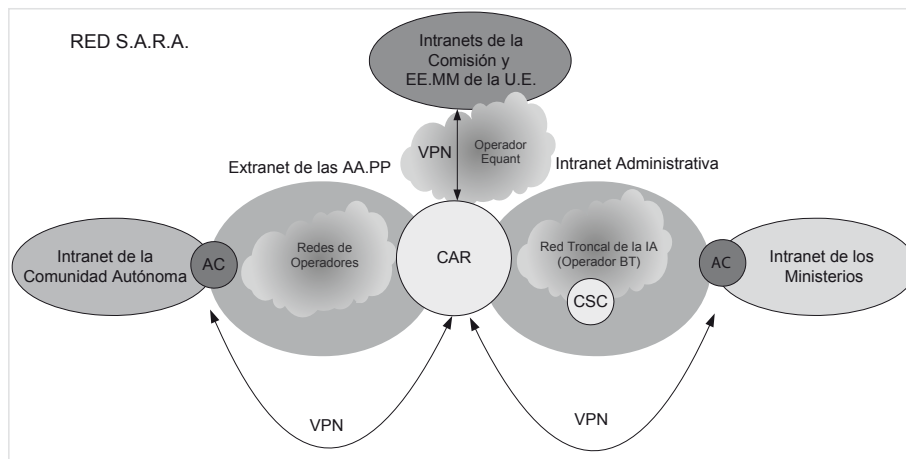 RED S.A.R.A.
Intranets de la
Comisión y
EE.MM de la U.E.
VPN
Operador
Equant
Extranet de las AA.PP
Intranet Administrativa
Intranet de la
Comunidad Autónoma
AC
Redes de
Operadores
CAR
Red Troncal de la IA
(Operador BT)
CSC
AC
Intranet de los
Ministerios
VPN
VPN